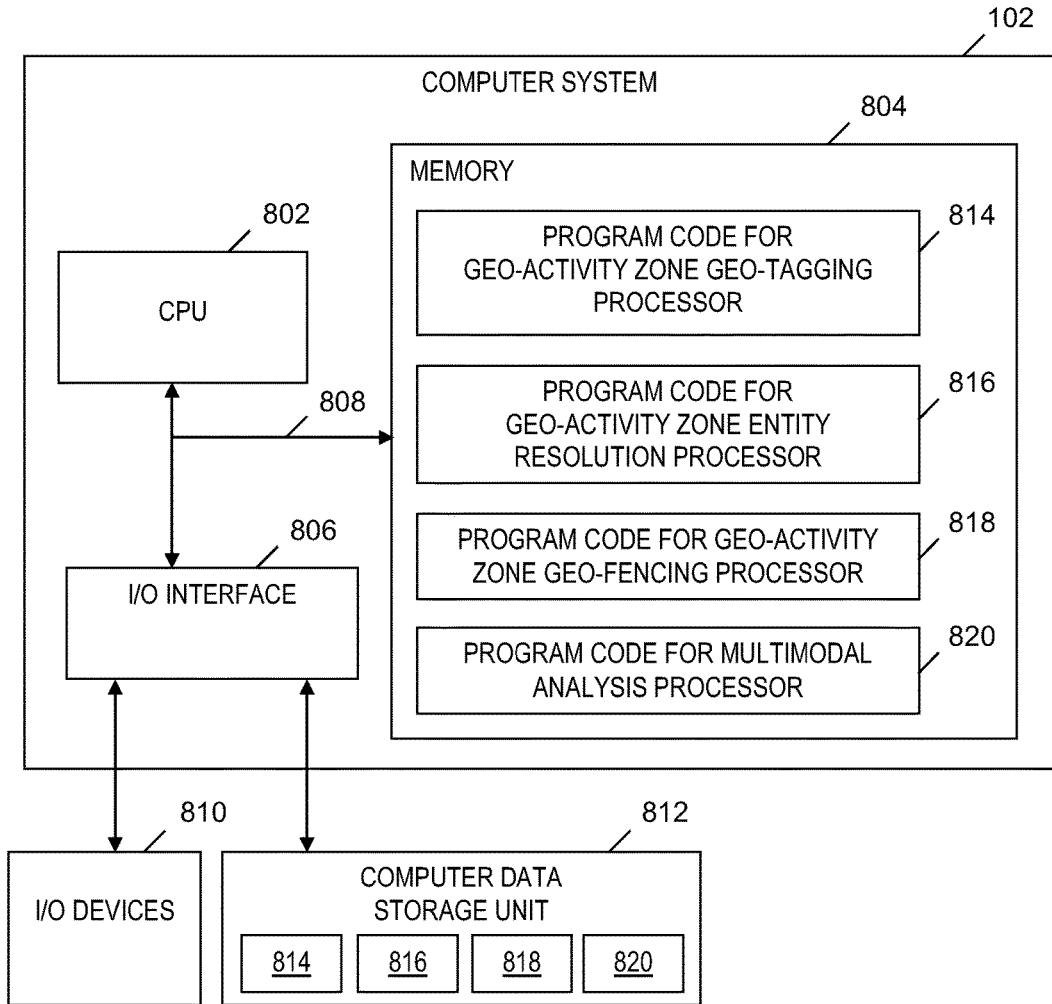 102
COMPUTER SYSTEM
804
MEMORY
802
814
PROGRAM CODE FOR
GEO-ACTIVITY ZONE GEO-TAGGING
PROCESSOR
CPU
816
PROGRAM CODE FOR
GEO-ACTIVITY ZONE ENTITY
RESOLUTION PROCESSOR
808
806
818
PROGRAM CODE FOR GEO-ACTIVITY
ZONE GEO-FENCING PROCESSOR
I/O INTERFACE
820
PROGRAM CODE FOR MULTIMODAL
ANALYSIS PROCESSOR
810
812
I/O DEVICES
COMPUTER DATA
STORAGE UNIT
814 816 818 820